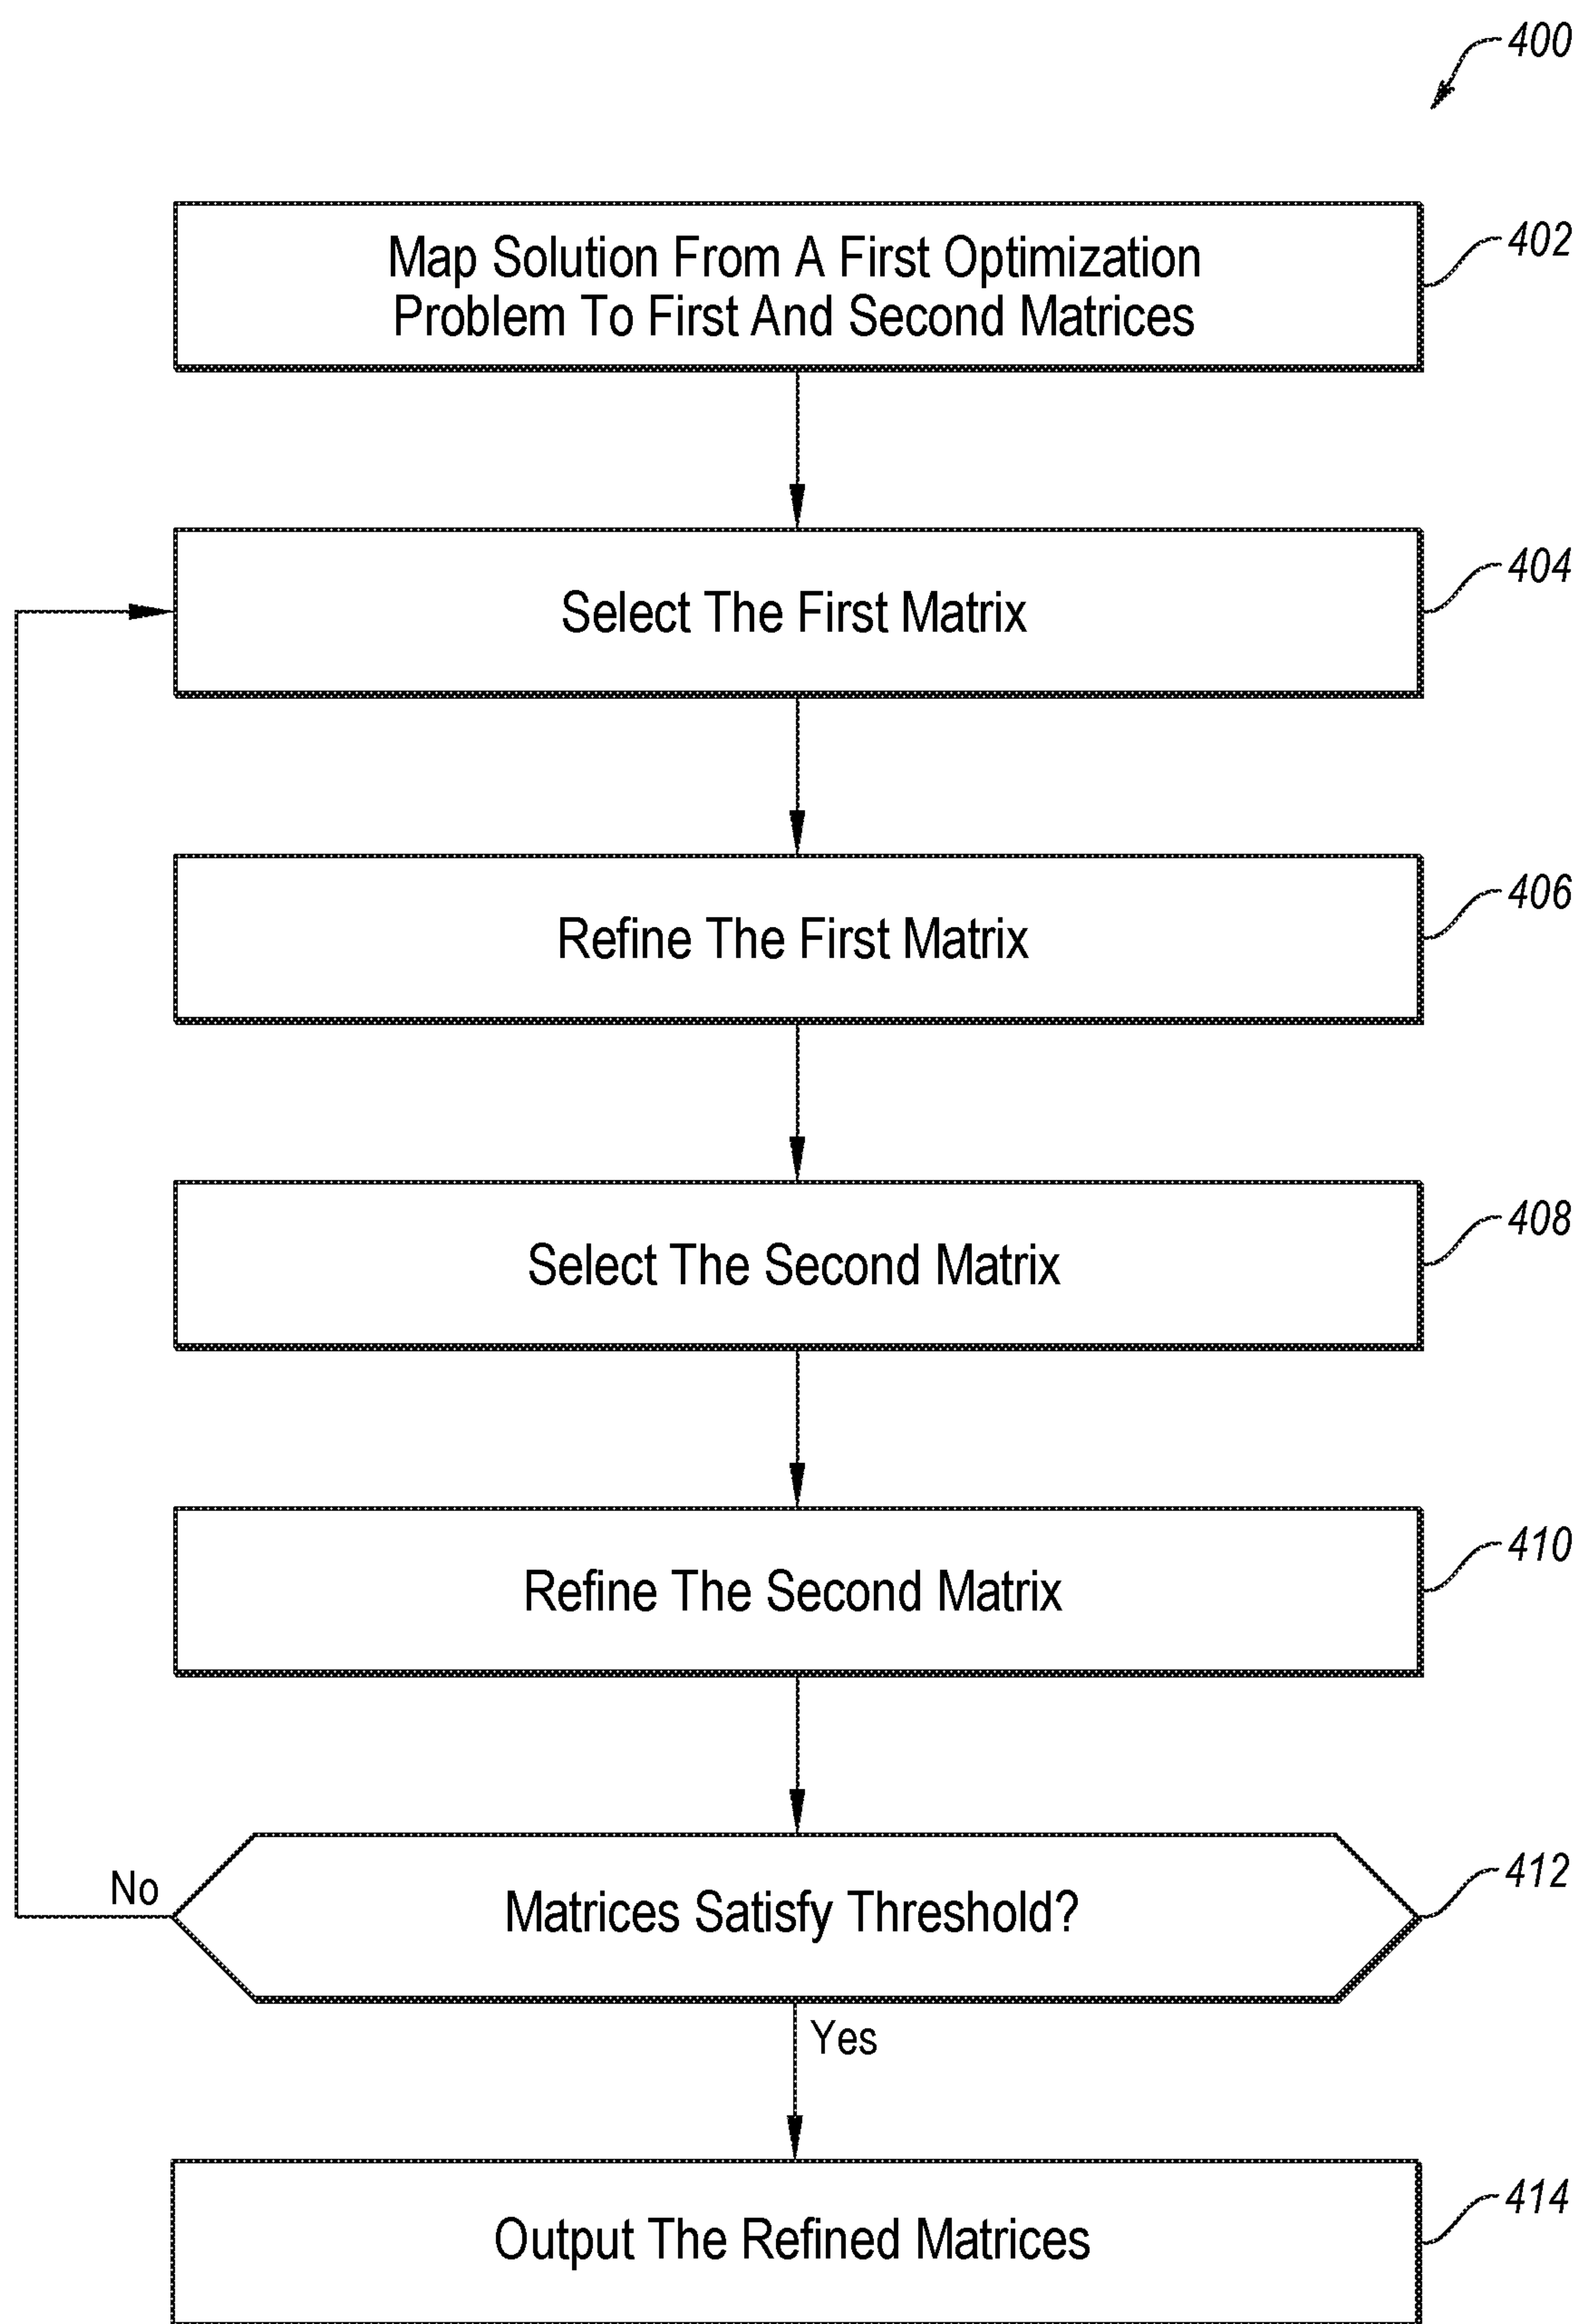 400
Map Solution From A First Optimization
Problem To First And Second Matrices
402
Select The First Matrix
404
Refine The First Matrix
406
Select The Second Matrix
408
Refine The Second Matrix
410
Matrices Satisfy Threshold?
412
No
Yes
Output The Refined Matrices
414